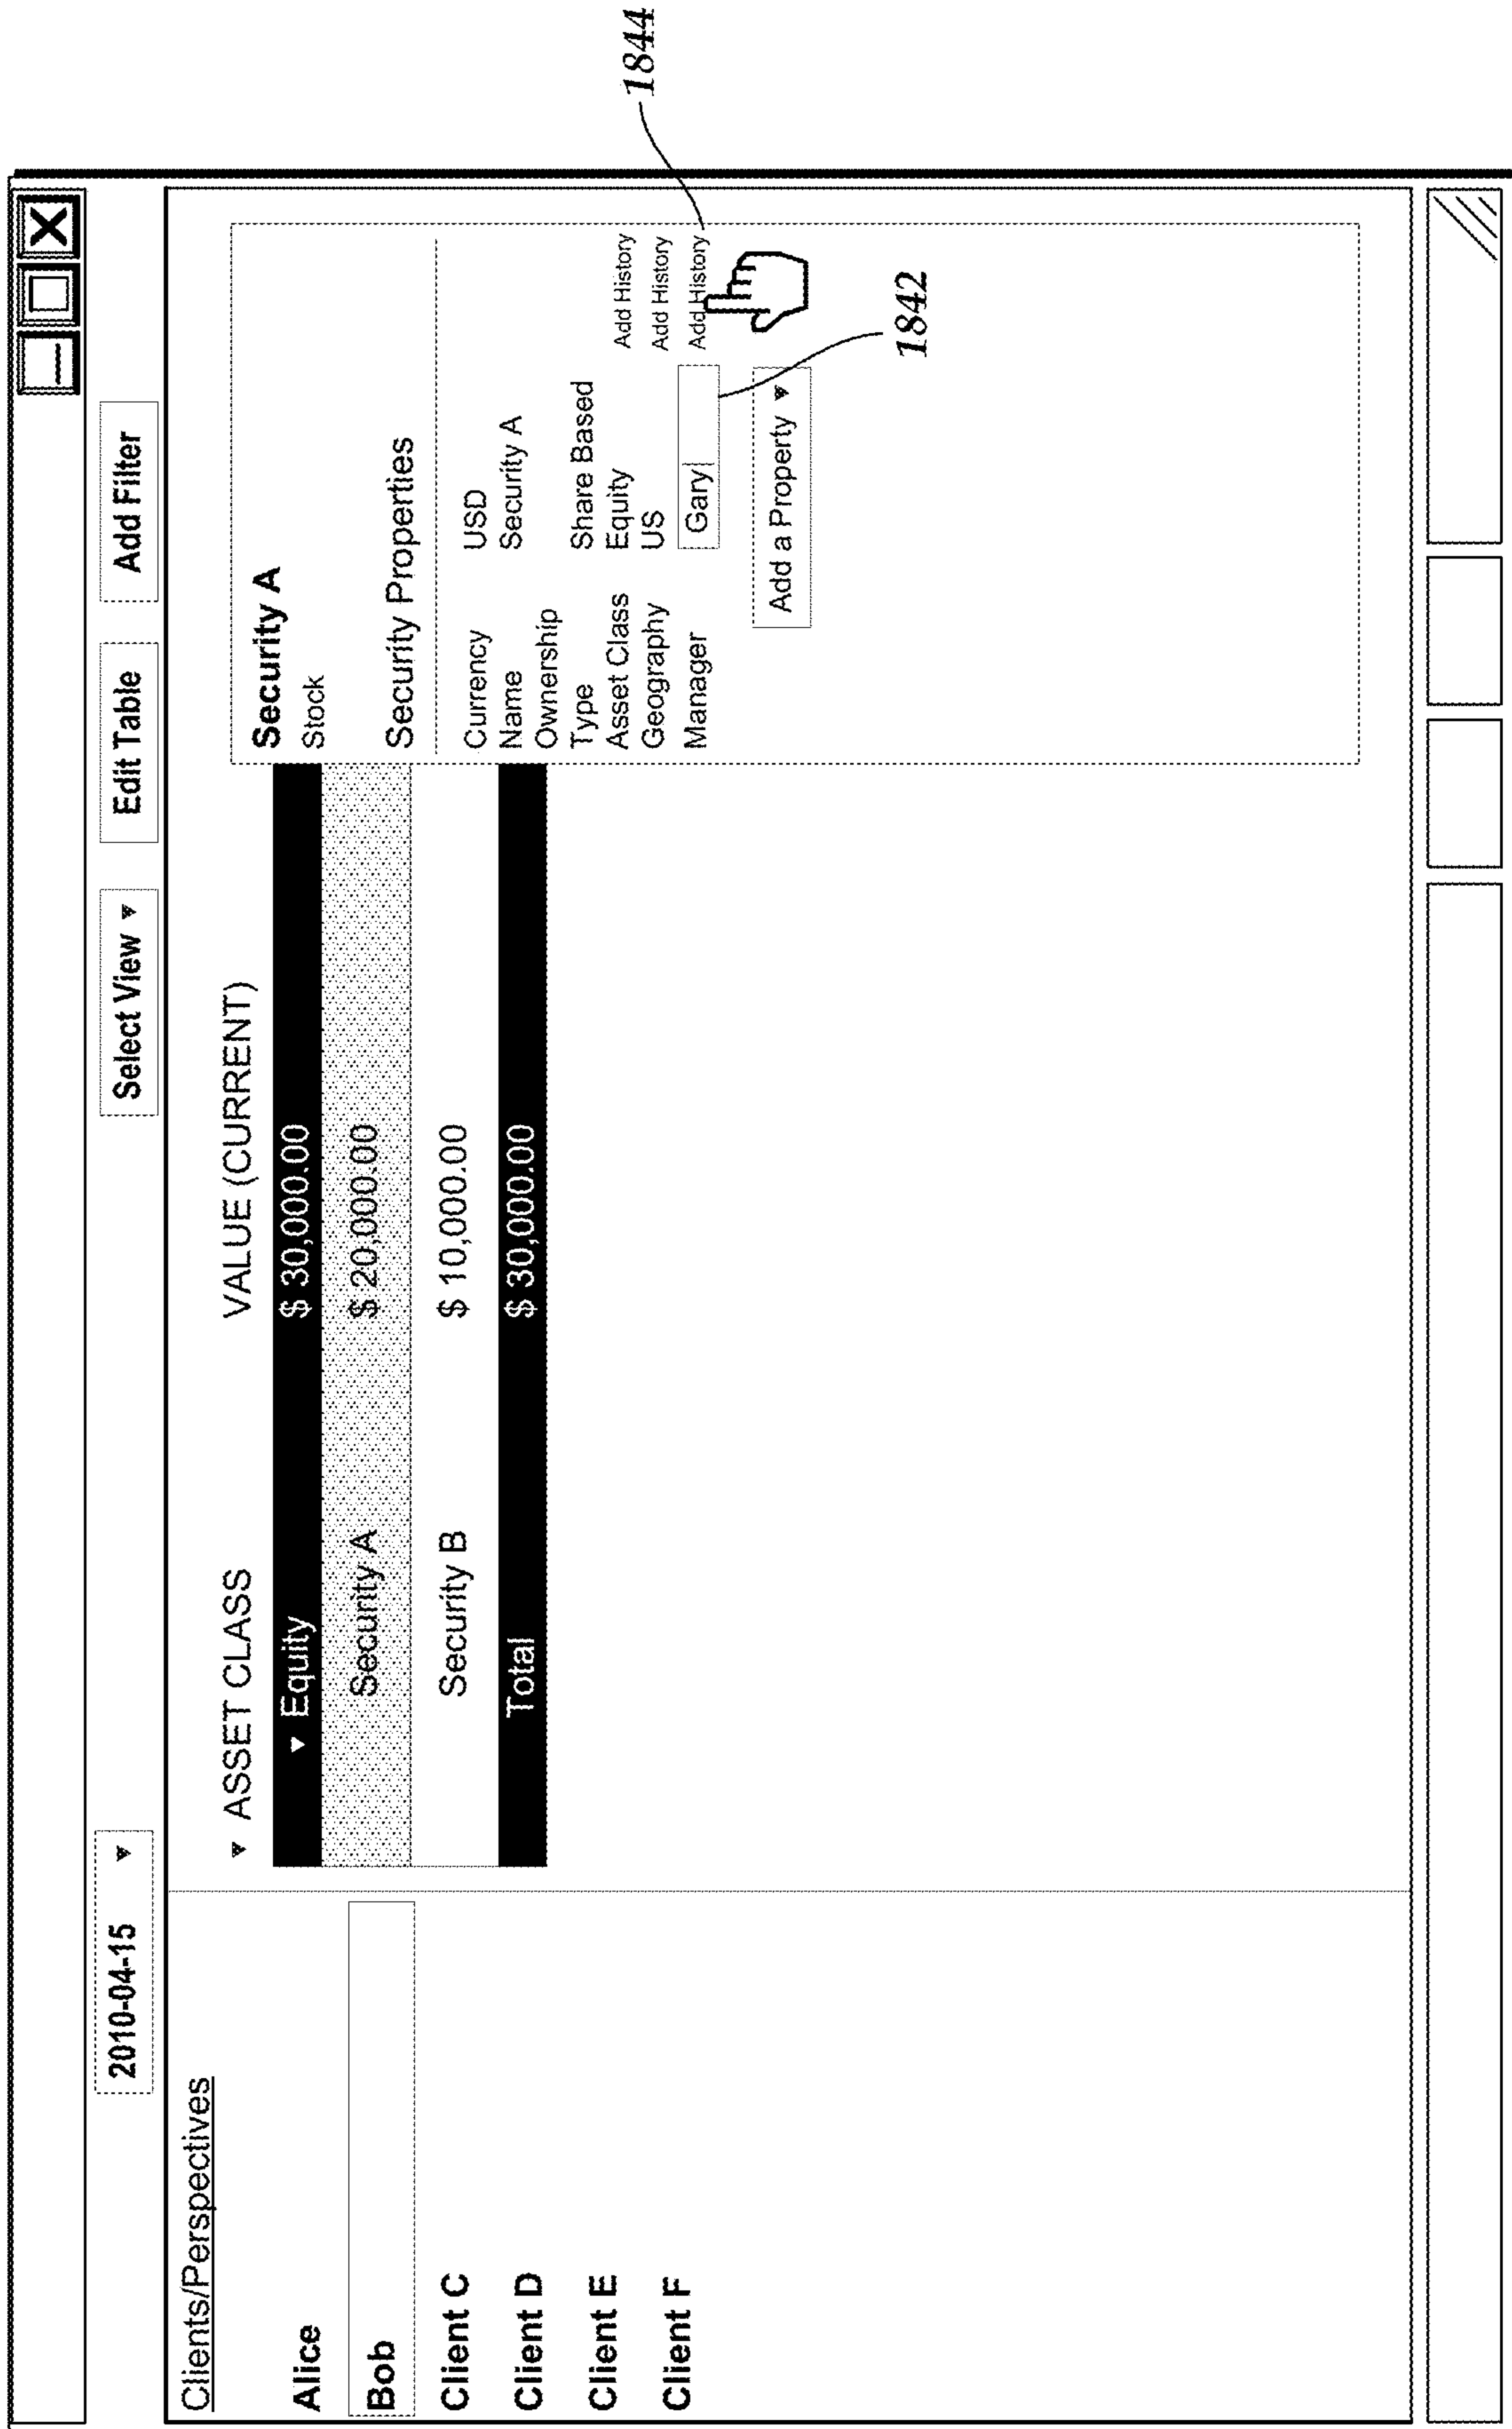 2010-04-15 ▼ Select View ▼ Edit Table Add Filter
Clients/Perspectives
Alice
Bob
Client C
Client D
Client E
Client F
▼ ASSET CLASS VALUE (CURRENT)
▼ Equity $ 30,000.00
Security A $ 20,000.00
Security B $ 10,000.00
Total $ 30,000.00
Security A
Stock
Security Properties
Currency USD
Name Security A
Ownership
Type Share Based
Asset Class Equity Add History
Geography US Add History
Manager Gary Add History
Add a Property ▼
1844
1842